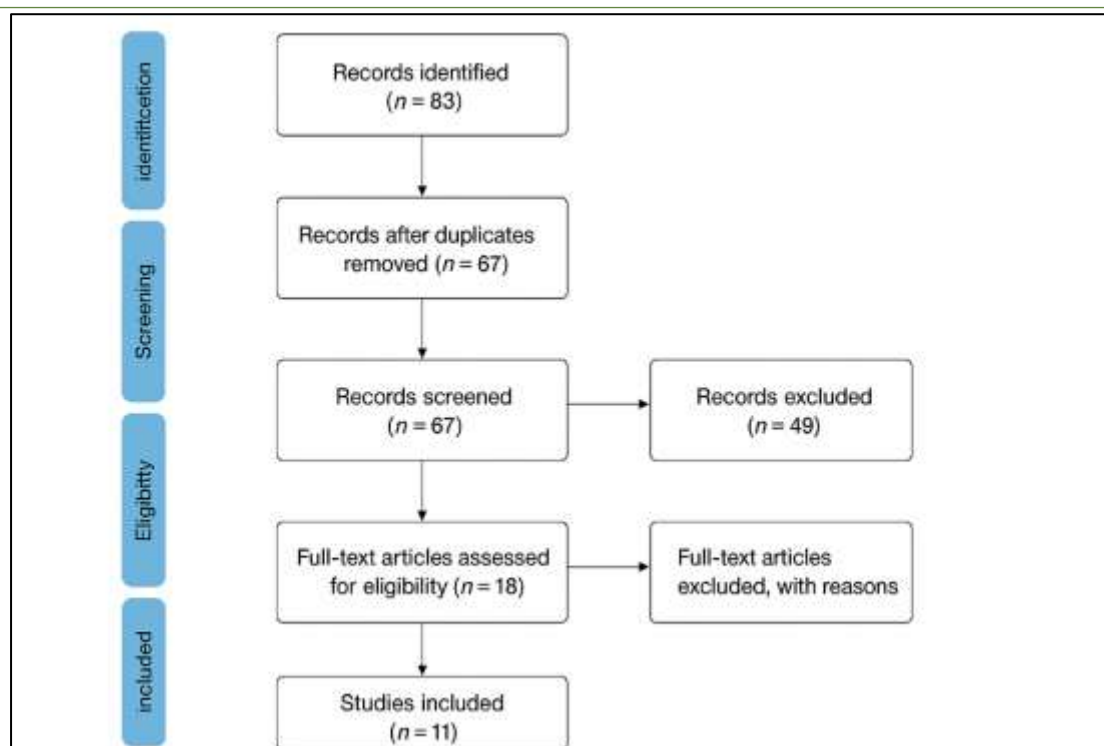 identitcetion
Records identified
(n = 83)
Screening
Records after duplicates
removed (n = 67)
Records screened
(n = 67)
Records excluded
(n = 49)
Eligibitty
Full-text articles assessed
for eligibility (n = 18)
Full-text articles
excluded, with reasons
included
Studies included
(n = 11)